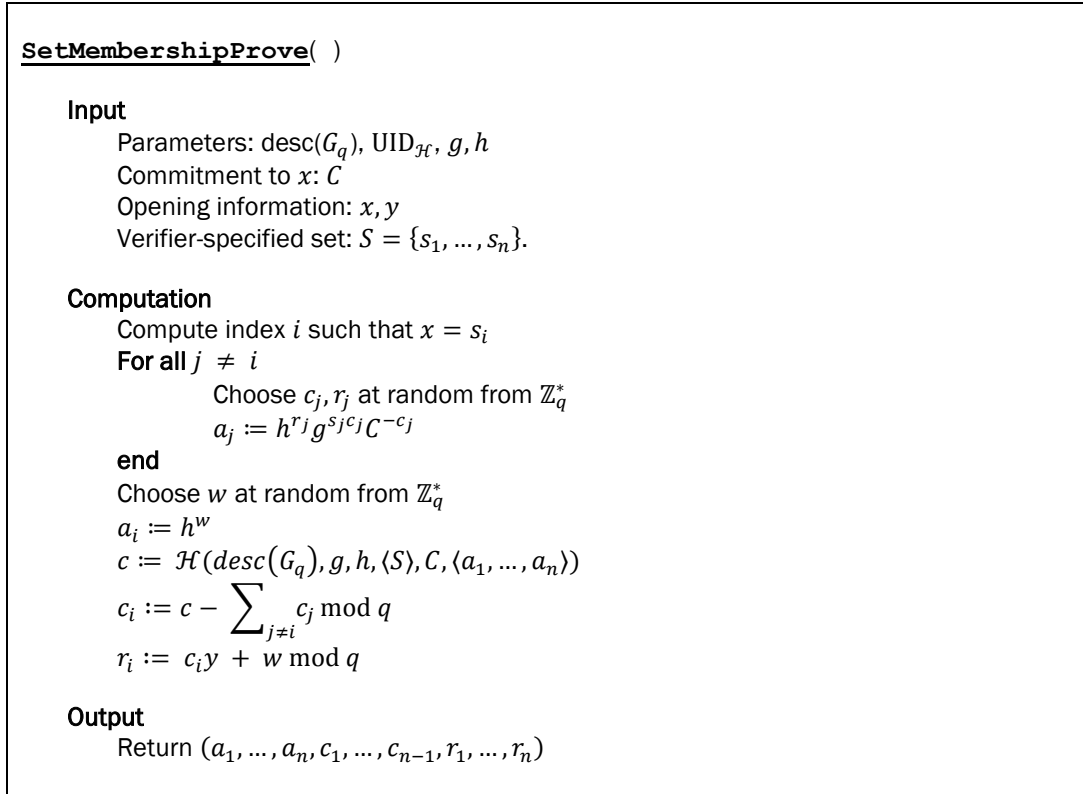 SetMembershipProve( )
Input
Parameters: desc(G_q), UID_ℋ, g, h
Commitment to x: C
Opening information: x, y
Verifier-specified set: S = {s_1, … , s_n}.
Computation
Compute index i such that x = s_i
For all j ≠ i
Choose c_j, r_j at random from ℤ_q^*
a_j ≔ h^{r_j} g^{s_j c_j} C^{−c_j}
end
Choose w at random from ℤ_q^*
a_i ≔ h^w
c ≔ ℋ(desc(G_q), g, h, ⟨S⟩, C, ⟨a_1, … , a_n⟩)
c_i := c − ∑_{j≠i} c_j mod q
r_i := c_i y + w mod q
Output
Return (a_1, … , a_n, c_1, … , c_{n−1}, r_1, … , r_n)